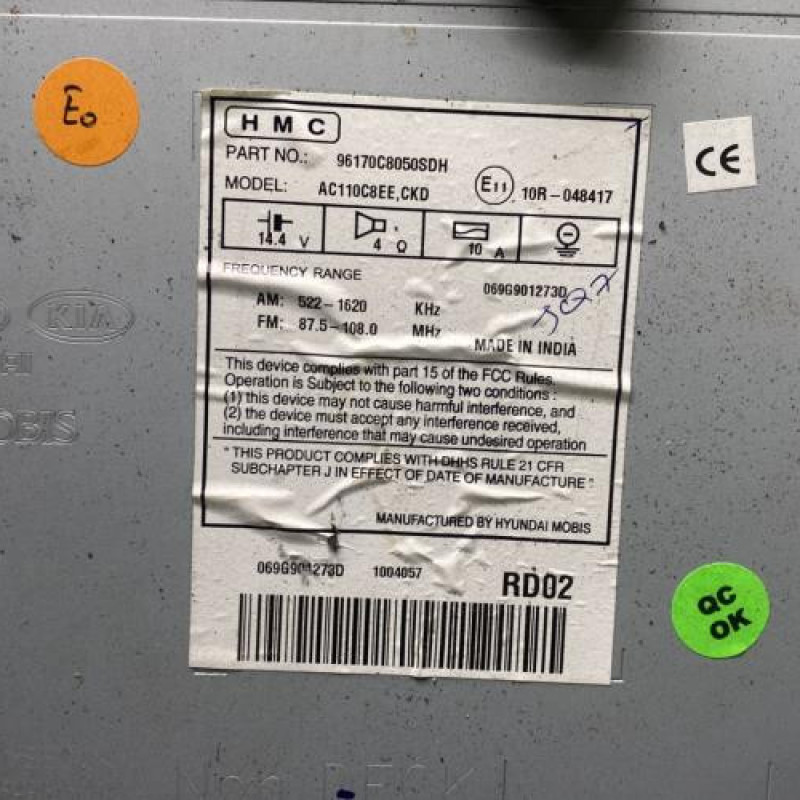 E0
HMC
PART NO.: 96170C8050SDH
MODEL: AC110C8EE,CKD E11 10R-048417
14.4 V 4 Ω 10 A
FREQUENCY RANGE
069G901273D
AM: 522-1620 KHz
FM: 87.5-108.0 MHz
MADE IN INDIA
This device complies with part 15 of the FCC Rules.
Operation is Subject to the following two conditions :
(1) this device may not cause harmful interference, and
(2) the device must accept any interference received,
including interference that may cause undesired operation
" THIS PRODUCT COMPLIES WITH DHHS RULE 21 CFR
SUBCHAPTER J IN EFFECT OF DATE OF MANUFACTURE "
MANUFACTURED BY HYUNDAI MOBIS
069G901273D 1004057
RD02
CE
KIA
OBIS
QC
OK